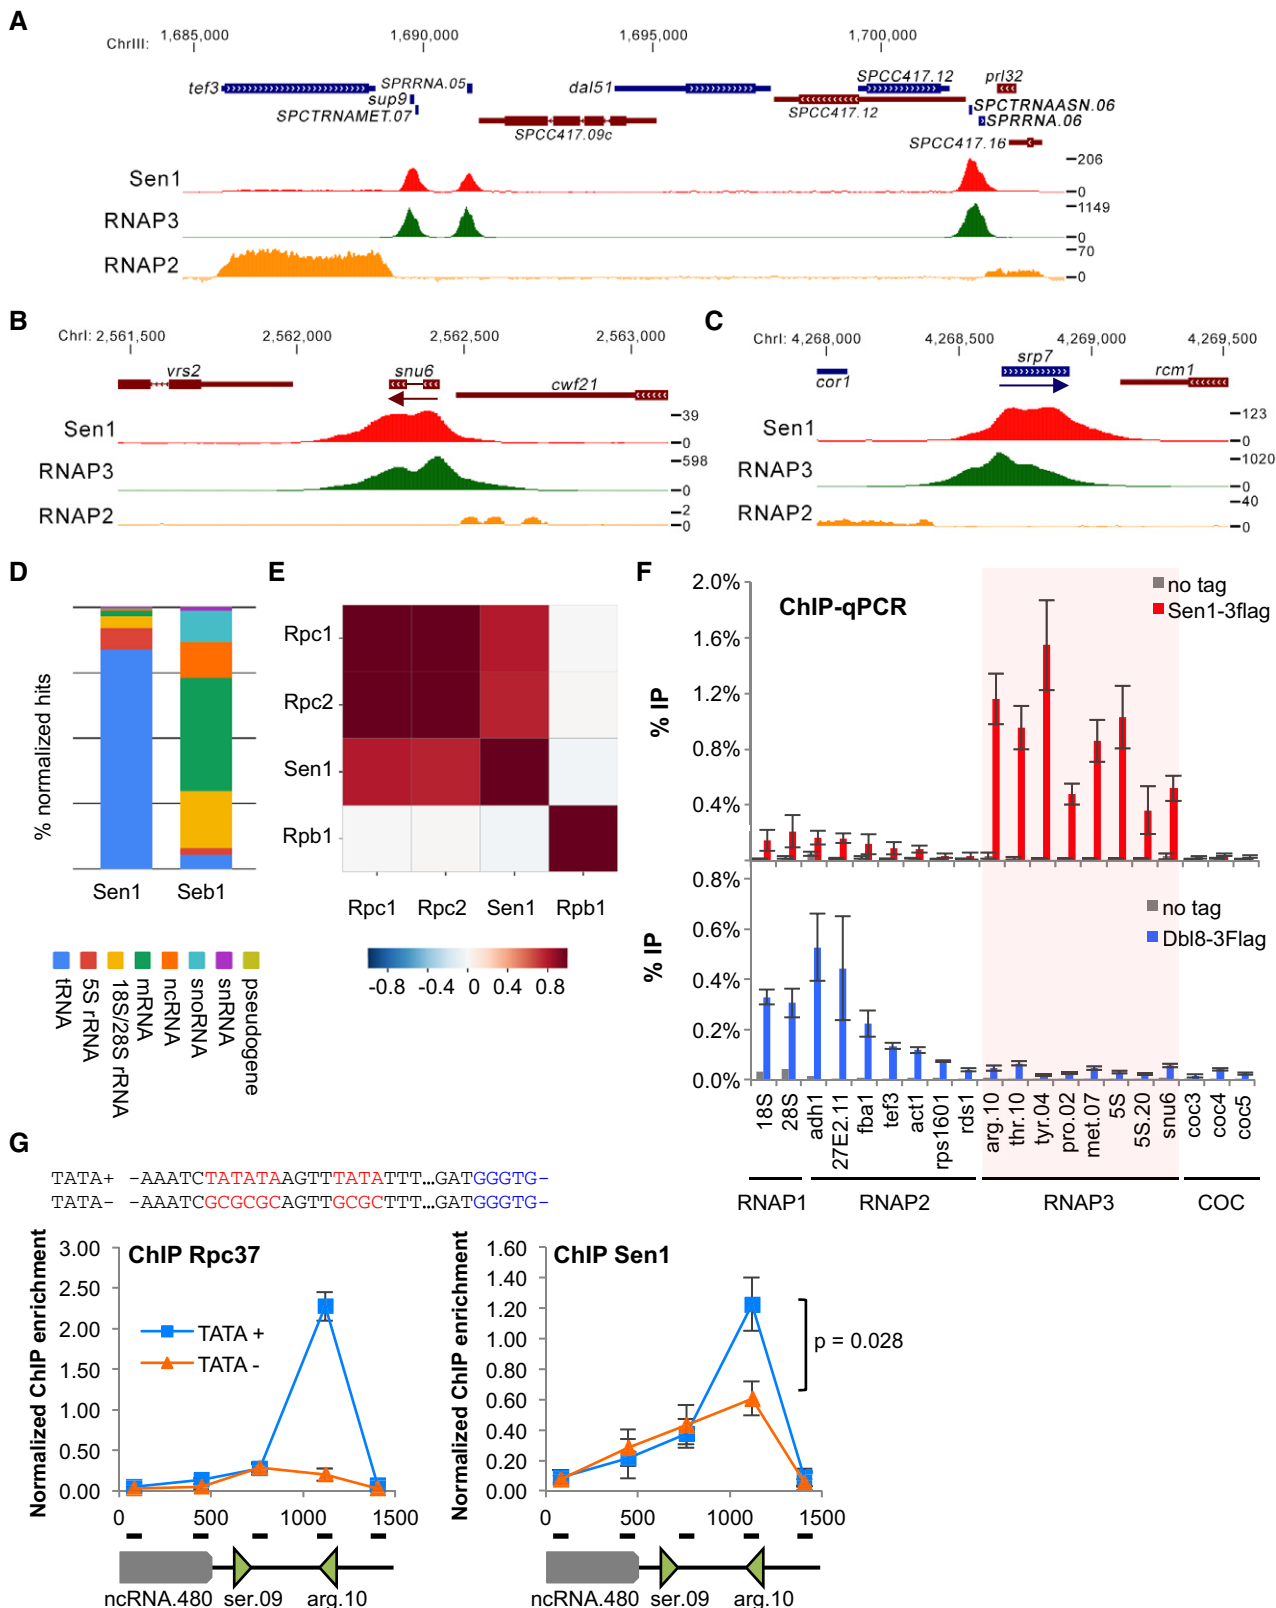 A
ChrIII: 1,685,000 1,690,000 1,695,000 1,700,000
tef3 SPRRNA.05 dal51 SPCC417.12 prl32
sup9 SPCC417.12 SPCTRNAASN.06
SPCTRNAMET.07 SPRRNA.06
SPCC417.09c SPCC417.16
Sen1 206 0
RNAP3 1149 0
RNAP2 70 0
B
ChrI: 2,561,500 2,562,000 2,562,500 2,563,000
vrs2 snu6 cwf21
Sen1 39 0
RNAP3 598 0
RNAP2 2 0
C
ChrI: 4,268,000 4,268,500 4,269,000 4,269,500
cor1 srp7 rcm1
Sen1 123 0
RNAP3 1020 0
RNAP2 40 0
D
% normalized hits
Sen1 Seb1
tRNA
5S rRNA
18S/28S rRNA
mRNA
ncRNA
snoRNA
snRNA
pseudogene
E
Rpc1
Rpc2
Sen1
Rpb1
Rpc1 Rpc2 Sen1 Rpb1
-0.8 -0.4 0 0.4 0.8
F
ChIP-qPCR
no tag
Sen1-3flag
% IP
2.0%
1.6%
1.2%
0.8%
0.4%
no tag
Dbl8-3Flag
% IP
0.8%
0.6%
0.4%
0.2%
0.0%
18S 28S adh1 27E2.11 fba1 tef3 act1 rps1601 rds1 arg.10 thr.10 tyr.04 pro.02 met.07 5S 5S.20 snu6 coc3 coc4 coc5
RNAP1 RNAP2 RNAP3 COC
G
TATA+ -AAATCTATATAAGTTTATATTT...GATGGGTG-
TATA- -AAATCGCGCGCAGTTGCGCTTT...GATGGGTG-
ChIP Rpc37
Normalized ChIP enrichment
3.00
2.50
2.00
1.50
1.00
0.50
0.00
TATA +
TATA -
0 500 1000 1500
ncRNA.480 ser.09 arg.10
ChIP Sen1
Normalized ChIP enrichment
1.60
1.40
1.20
1.00
0.80
0.60
0.40
0.20
0.00
p = 0.028
0 500 1000 1500
ncRNA.480 ser.09 arg.10